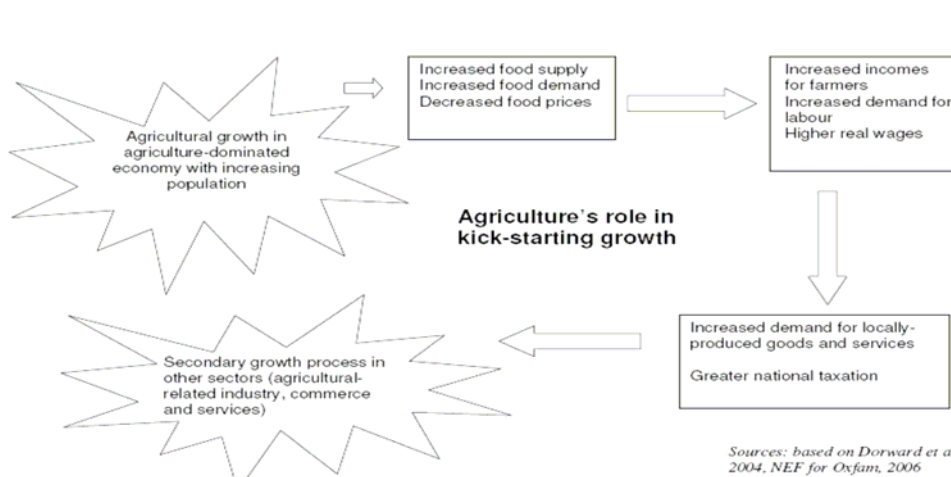 Agricultural growth in
agriculture-dominated
economy with increasing
population
Increased food supply
Increased food demand
Decreased food prices
Increased incomes
for farmers
Increased demand for
labour
Higher real wages
Agriculture's role in
kick-starting growth
Increased demand for locally-
produced goods and services
Greater national taxation
Secondary growth process in
other sectors (agricultural-
related industry, commerce
and services)
Sources: based on Dorward et a
2004, NEF for Oxfam, 2006